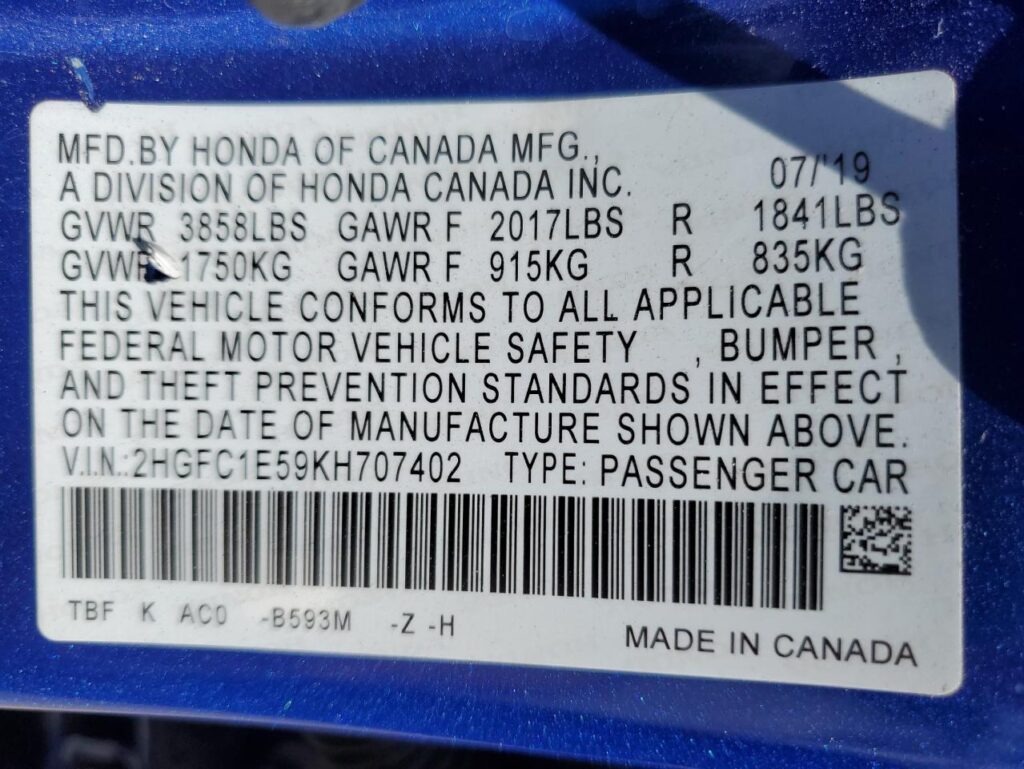 MFD.BY HONDA OF CANADA MFG.,
A DIVISION OF HONDA CANADA INC. 07/'19
GVWR 3858LBS GAWR F 2017LBS R 1841LBS
GVWR 1750KG GAWR F 915KG R 835KG
THIS VEHICLE CONFORMS TO ALL APPLICABLE
FEDERAL MOTOR VEHICLE SAFETY , BUMPER ,
AND THEFT PREVENTION STANDARDS IN EFFECT
ON THE DATE OF MANUFACTURE SHOWN ABOVE.
V.I.N.:2HGFC1E59KH707402 TYPE: PASSENGER CAR
TBF K AC0 -B593M -Z -H
MADE IN CANADA